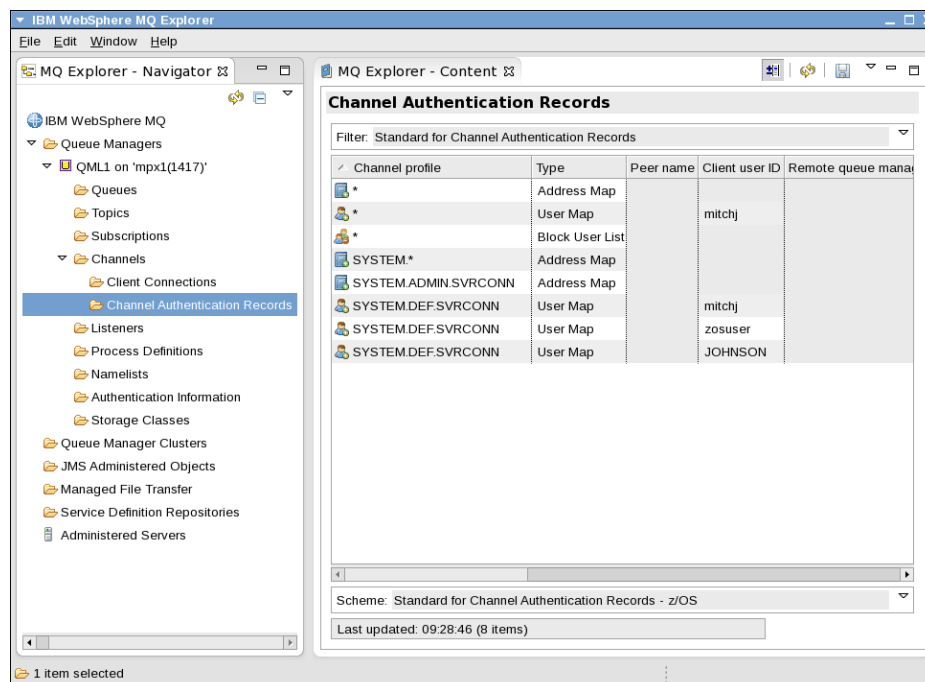 IBM WebSphere MQ Explorer
File Edit Window Help
MQ Explorer - Navigator
IBM WebSphere MQ
Queue Managers
QML1 on 'mpx1(1417)'
Queues
Topics
Subscriptions
Channels
Client Connections
Channel Authentication Records
Listeners
Process Definitions
Namelists
Authentication Information
Storage Classes
Queue Manager Clusters
JMS Administered Objects
Managed File Transfer
Service Definition Repositories
Administered Servers
MQ Explorer - Content
Channel Authentication Records
Filter: Standard for Channel Authentication Records
Channel profile Type Peer name Client user ID Remote queue mana
* Address Map
* User Map mitchj
* Block User List
SYSTEM.* Address Map
SYSTEM.ADMIN.SVRCONN Address Map
SYSTEM.DEF.SVRCONN User Map mitchj
SYSTEM.DEF.SVRCONN User Map zosuser
SYSTEM.DEF.SVRCONN User Map JOHNSON
Scheme: Standard for Channel Authentication Records - z/OS
Last updated: 09:28:46 (8 items)
1 item selected